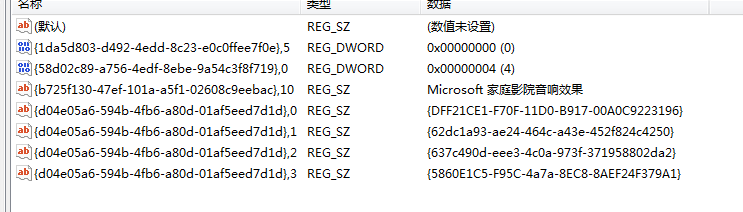 名称 类型 数据
(默认) REG_SZ (数值未设置)
{1da5d803-d492-4edd-8c23-e0c0ffee7f0e},5 REG_DWORD 0x00000000 (0)
{58d02c89-a756-4edf-8ebe-9a54c3f8f719},0 REG_DWORD 0x00000004 (4)
{b725f130-47ef-101a-a5f1-02608c9eebac},10 REG_SZ Microsoft 家庭影院音响效果
{d04e05a6-594b-4fb6-a80d-01af5eed7d1d},0 REG_SZ {DFF21CE1-F70F-11D0-B917-00A0C9223196}
{d04e05a6-594b-4fb6-a80d-01af5eed7d1d},1 REG_SZ {62dc1a93-ae24-464c-a43e-452f824c4250}
{d04e05a6-594b-4fb6-a80d-01af5eed7d1d},2 REG_SZ {637c490d-eee3-4c0a-973f-371958802da2}
{d04e05a6-594b-4fb6-a80d-01af5eed7d1d},3 REG_SZ {5860E1C5-F95C-4a7a-8EC8-8AEF24F379A1}